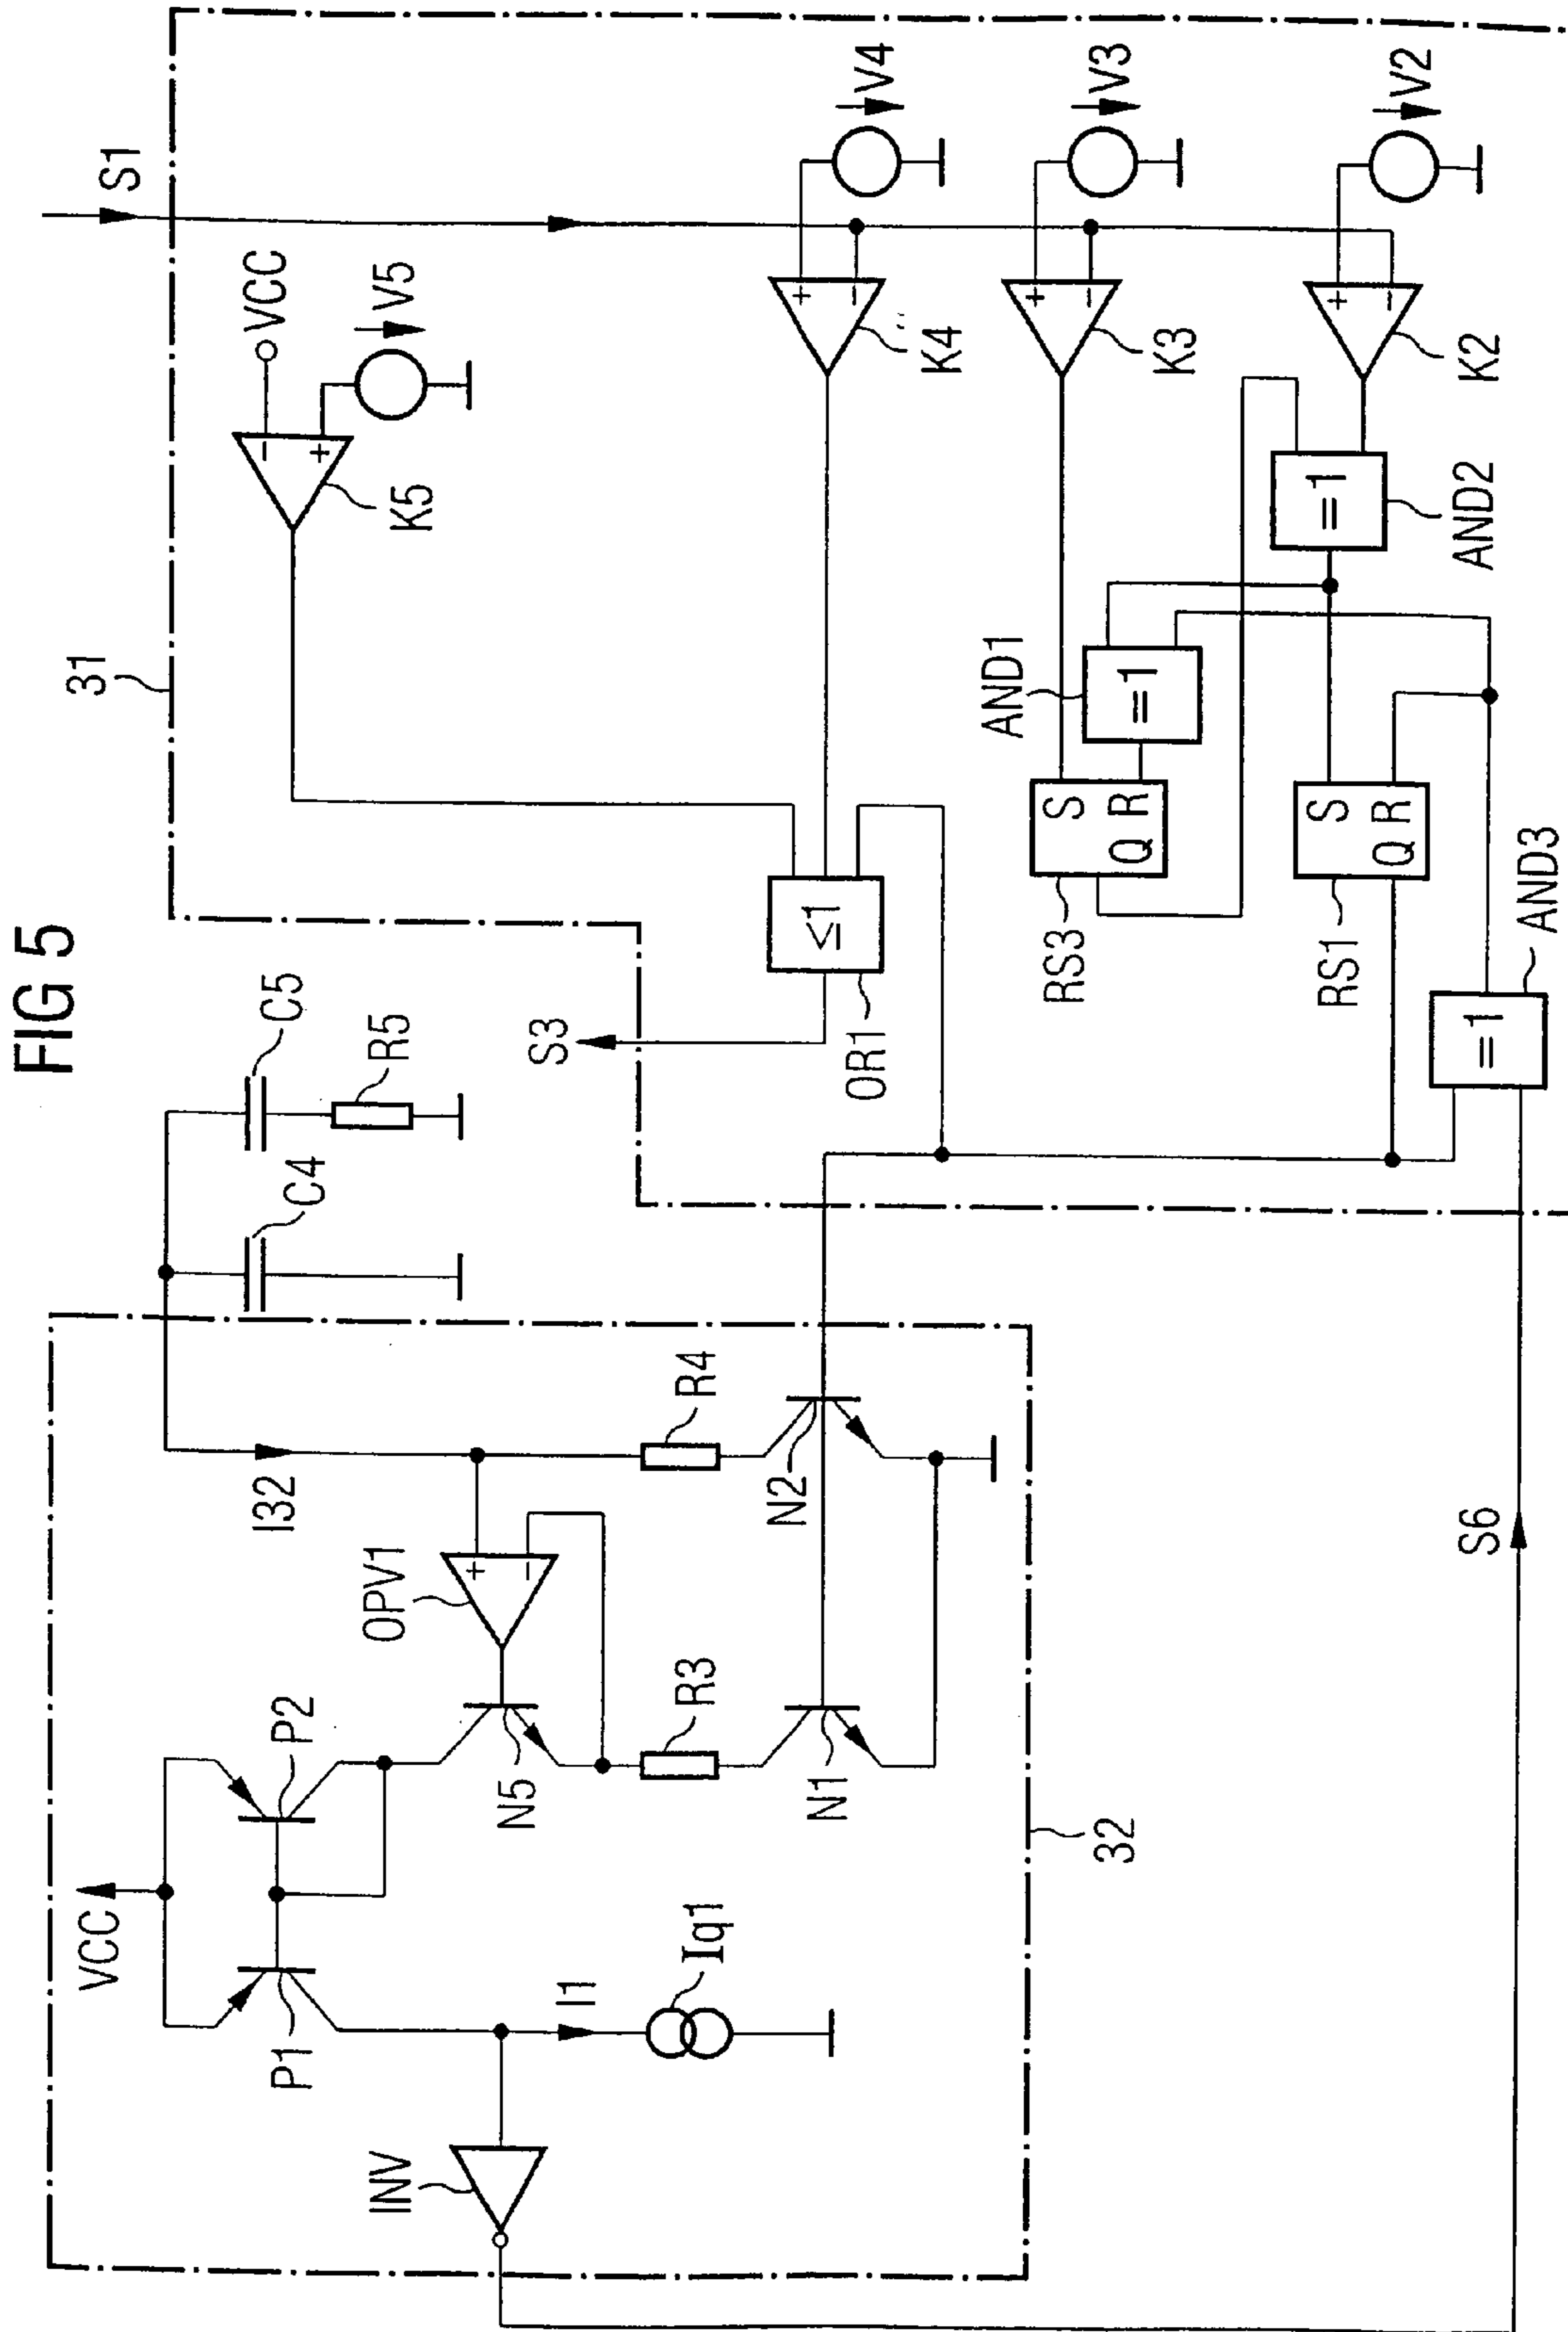 FIG 5
VCC
P1
P2
I1
Iq1
INV
N5
OPV1
I32
R3
R4
N1
N2
32
C4
C5
R5
S3
31
S1
VCC
V5
- +
K5
V4
+ -
K4
V3
+ -
K3
V2
+ -
K2
≤1
OR1
AND1
=1
AND2
=1
S
Q R
RS3
S
Q R
RS1
=1
AND3
S6
+ -